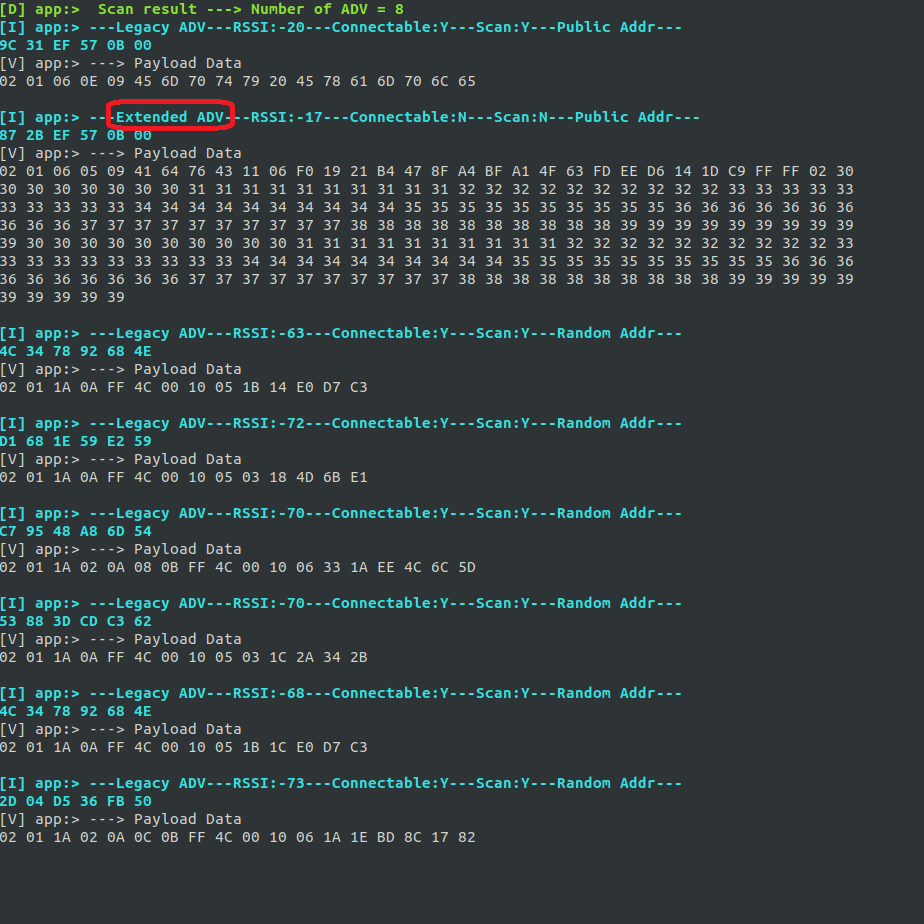 [D] app:> Scan result ---> Number of ADV = 8
[I] app:> ---Legacy ADV---RSSI:-20---Connectable:Y---Scan:Y---Public Addr---
9C 31 EF 57 0B 00
[V] app:> ---> Payload Data
02 01 06 0E 09 45 6D 70 74 79 20 45 78 61 6D 70 6C 65
[I] app:> ---Extended ADV---RSSI:-17---Connectable:N---Scan:N---Public Addr---
87 2B EF 57 0B 00
[V] app:> ---> Payload Data
02 01 06 05 09 41 64 76 43 11 06 F0 19 21 B4 47 8F A4 BF A1 4F 63 FD EE D6 14 1D C9 FF FF 02 30
30 30 30 30 30 30 30 31 31 31 31 31 31 31 31 31 31 32 32 32 32 32 32 32 32 32 32 33 33 33 33 33
33 33 33 33 33 34 34 34 34 34 34 34 34 34 34 35 35 35 35 35 35 35 35 35 35 36 36 36 36 36 36 36
36 36 36 37 37 37 37 37 37 37 37 37 37 38 38 38 38 38 38 38 38 38 38 39 39 39 39 39 39 39 39 39
39 30 30 30 30 30 30 30 30 30 30 31 31 31 31 31 31 31 31 31 31 32 32 32 32 32 32 32 32 32 32 33
33 33 33 33 33 33 33 33 33 34 34 34 34 34 34 34 34 34 34 35 35 35 35 35 35 35 35 35 35 36 36 36
36 36 36 36 36 36 36 37 37 37 37 37 37 37 37 37 37 38 38 38 38 38 38 38 38 38 38 39 39 39 39 39
39 39 39 39 39
[I] app:> ---Legacy ADV---RSSI:-63---Connectable:Y---Scan:Y---Random Addr---
4C 34 78 92 68 4E
[V] app:> ---> Payload Data
02 01 1A 0A FF 4C 00 10 05 1B 14 E0 D7 C3
[I] app:> ---Legacy ADV---RSSI:-72---Connectable:Y---Scan:Y---Random Addr---
D1 68 1E 59 E2 59
[V] app:> ---> Payload Data
02 01 1A 0A FF 4C 00 10 05 03 18 4D 6B E1
[I] app:> ---Legacy ADV---RSSI:-70---Connectable:Y---Scan:Y---Random Addr---
C7 95 48 A8 6D 54
[V] app:> ---> Payload Data
02 01 1A 02 0A 08 0B FF 4C 00 10 06 33 1A EE 4C 6C 5D
[I] app:> ---Legacy ADV---RSSI:-70---Connectable:Y---Scan:Y---Random Addr---
53 88 3D CD C3 62
[V] app:> ---> Payload Data
02 01 1A 0A FF 4C 00 10 05 03 1C 2A 34 2B
[I] app:> ---Legacy ADV---RSSI:-68---Connectable:Y---Scan:Y---Random Addr---
4C 34 78 92 68 4E
[V] app:> ---> Payload Data
02 01 1A 0A FF 4C 00 10 05 1B 1C E0 D7 C3
[I] app:> ---Legacy ADV---RSSI:-73---Connectable:Y---Scan:Y---Random Addr---
2D 04 D5 36 FB 50
[V] app:> ---> Payload Data
02 01 1A 02 0A 0C 0B FF 4C 00 10 06 1A 1E BD 8C 17 82